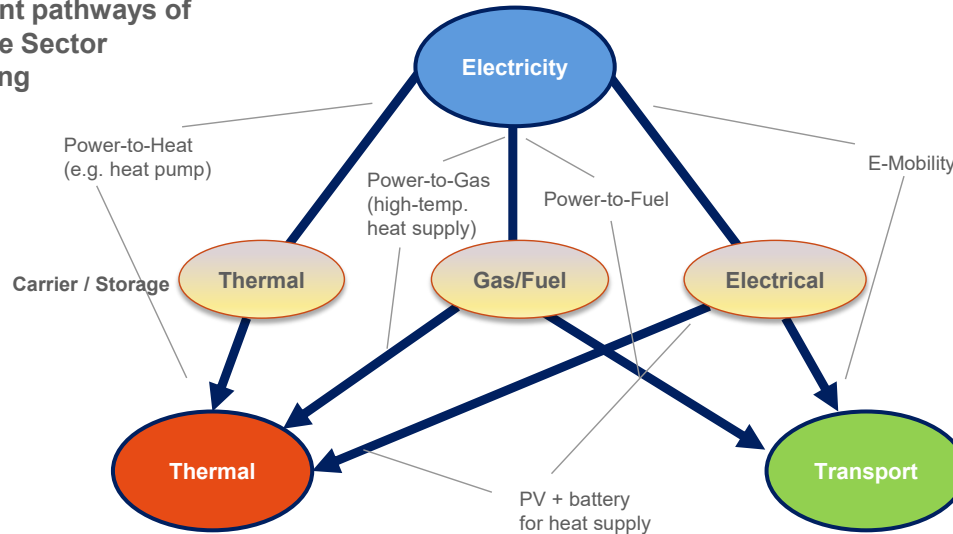 nt pathways of
e Sector
ng
Electricity
Power-to-Heat
(e.g. heat pump)
Power-to-Gas
(high-temp.
heat supply)
Power-to-Fuel
E-Mobility
Carrier / Storage
Thermal
Gas/Fuel
Electrical
Thermal
Transport
PV + battery
for heat supply